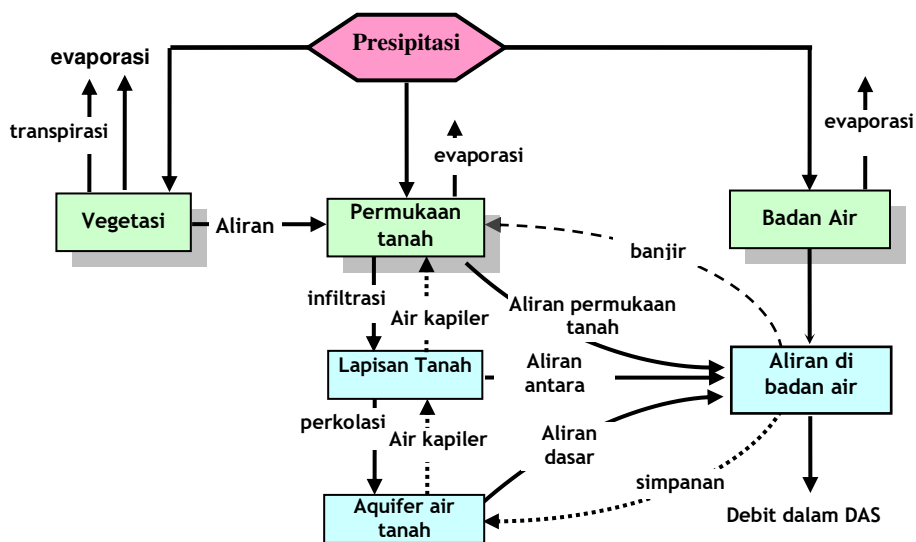 Presipitasi
evaporasi
transpirasi
evaporasi
evaporasi
Vegetasi
Aliran
Permukaan
tanah
Badan Air
banjir
infiltrasi
Air kapiler
Aliran permukaan
tanah
Lapisan Tanah
Aliran
antara
Aliran di
badan air
perkolasi
Air kapiler
Aliran
dasar
simpanan
Aquifer air
tanah
Debit dalam DAS